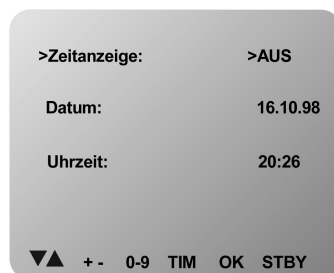 >Zeitanzeige: >AUS
Datum: 16.10.98
Uhrzeit: 20:26
▼▲ + - 0-9 TIM OK STBY